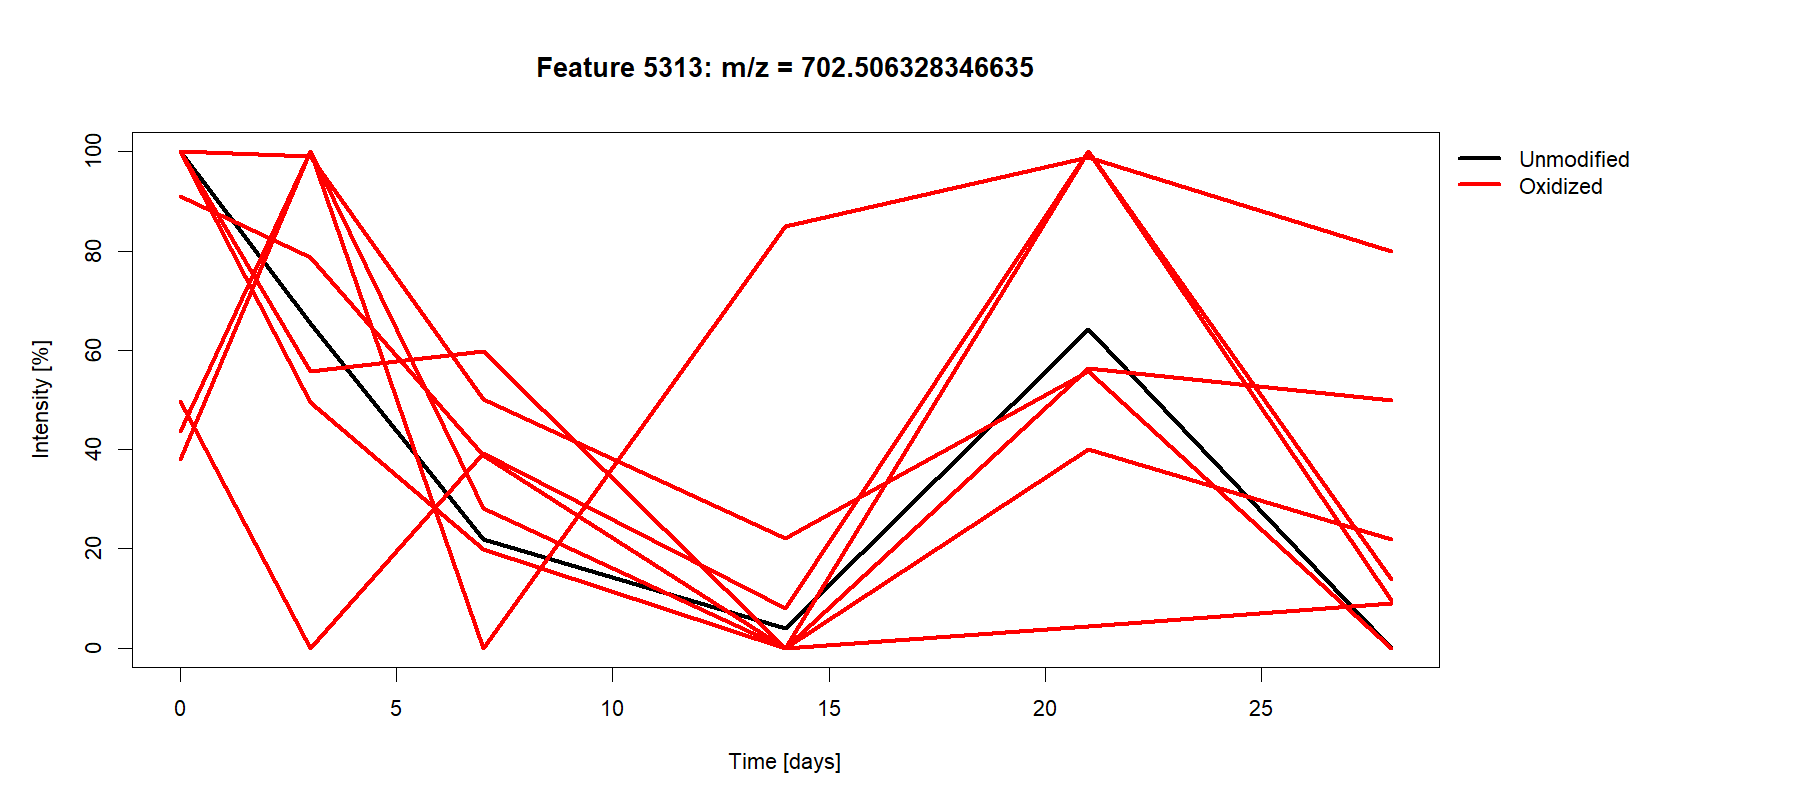 Feature 5313: m/z = 702.506328346635
Unmodified
Oxidized
Intensity [%]
100
80
60
40
20
0
0 5 10 15 20 25
Time [days]